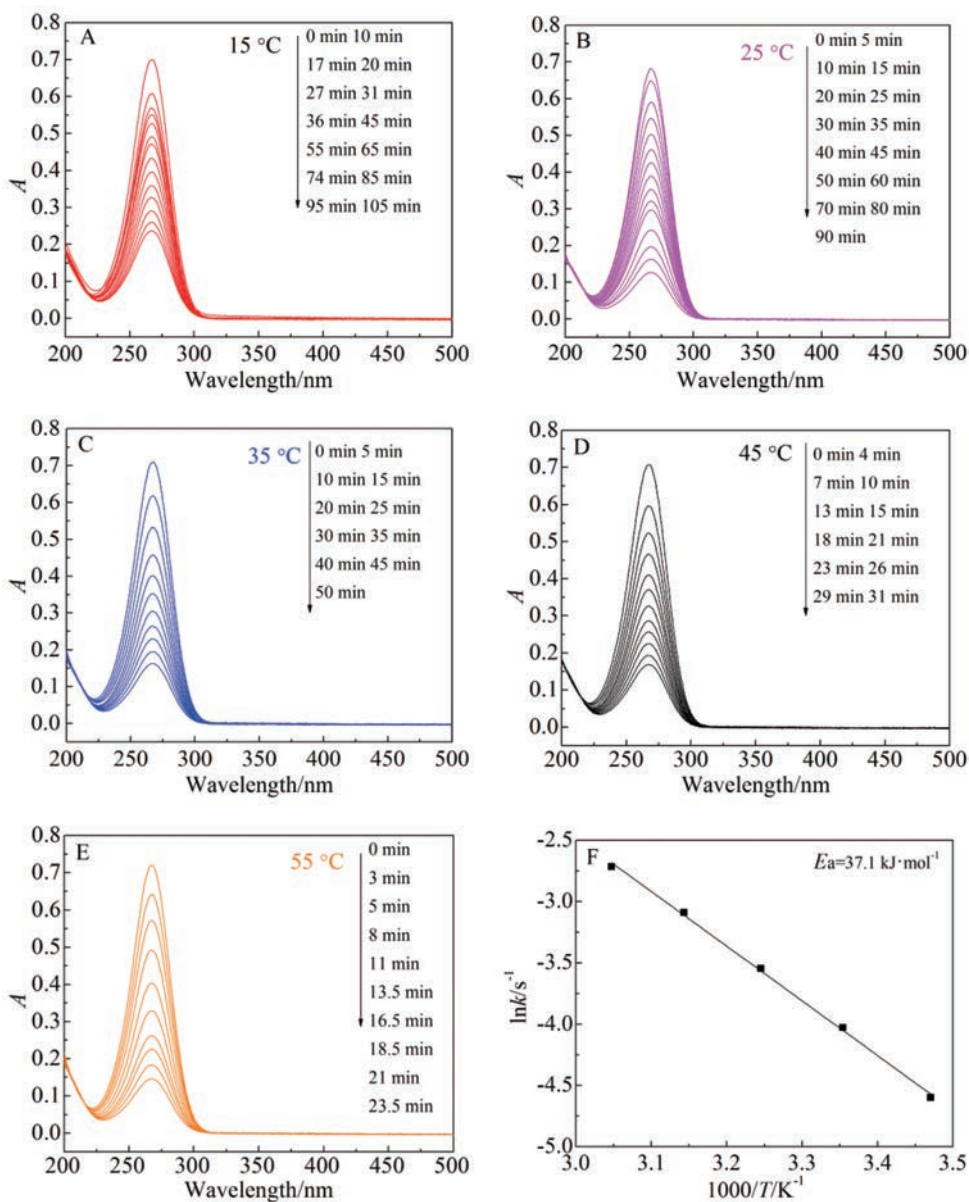 A
15 °C
0 min 10 min
17 min 20 min
27 min 31 min
36 min 45 min
55 min 65 min
74 min 85 min
95 min 105 min
0.8
0.7
0.6
0.5
0.4
0.3
0.2
0.1
0.0
A
200 250 300 350 400 450 500
Wavelength/nm
B
25 °C
0 min 5 min
10 min 15 min
20 min 25 min
30 min 35 min
40 min 45 min
50 min 60 min
70 min 80 min
90 min
0.8
0.7
0.6
0.5
0.4
0.3
0.2
0.1
0.0
A
200 250 300 350 400 450 500
Wavelength/nm
C
35 °C
0 min 5 min
10 min 15 min
20 min 25 min
30 min 35 min
40 min 45 min
50 min
0.8
0.7
0.6
0.5
0.4
0.3
0.2
0.1
0.0
A
200 250 300 350 400 450 500
Wavelength/nm
D
45 °C
0 min 4 min
7 min 10 min
13 min 15 min
18 min 21 min
23 min 26 min
29 min 31 min
0.8
0.7
0.6
0.5
0.4
0.3
0.2
0.1
0.0
A
200 250 300 350 400 450 500
Wavelength/nm
E
55 °C
0 min
3 min
5 min
8 min
11 min
13.5 min
16.5 min
18.5 min
21 min
23.5 min
0.8
0.7
0.6
0.5
0.4
0.3
0.2
0.1
0.0
A
200 250 300 350 400 450 500
Wavelength/nm
F
Ea=37.1 kJ·mol⁻¹
-2.5
-3.0
-3.5
-4.0
-4.5
-5.0
lnk/s⁻¹
3.0 3.1 3.2 3.3 3.4 3.5
1000/T/K⁻¹